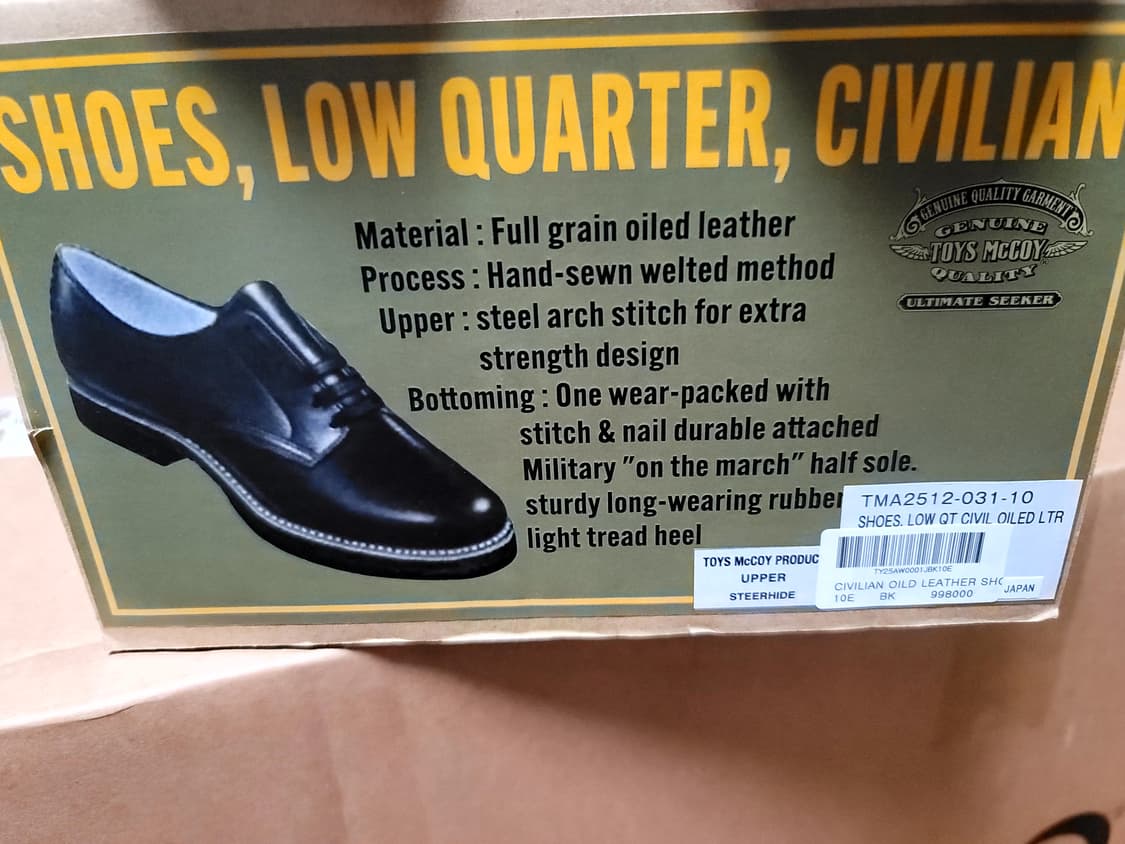 SHOES, LOW QUARTER, CIVILIAN
GENUINE QUALITY GARMENT
GENUINE
TOYS McCOY
QUALITY
ULTIMATE SEEKER
Material : Full grain oiled leather
Process : Hand-sewn welted method
Upper : steel arch stitch for extra
strength design
Bottoming : One wear-packed with
stitch & nail durable attached
Military "on the march" half sole.
sturdy long-wearing rubber
light tread heel
TMA2512-031-10
SHOES. LOW QT CIVIL OILED LTR
TOYS McCOY PRODUC
UPPER
STEERHIDE
TY25AW0001JBK10E
CIVILIAN OILD LEATHER SHO
10E BK 998000
JAPAN